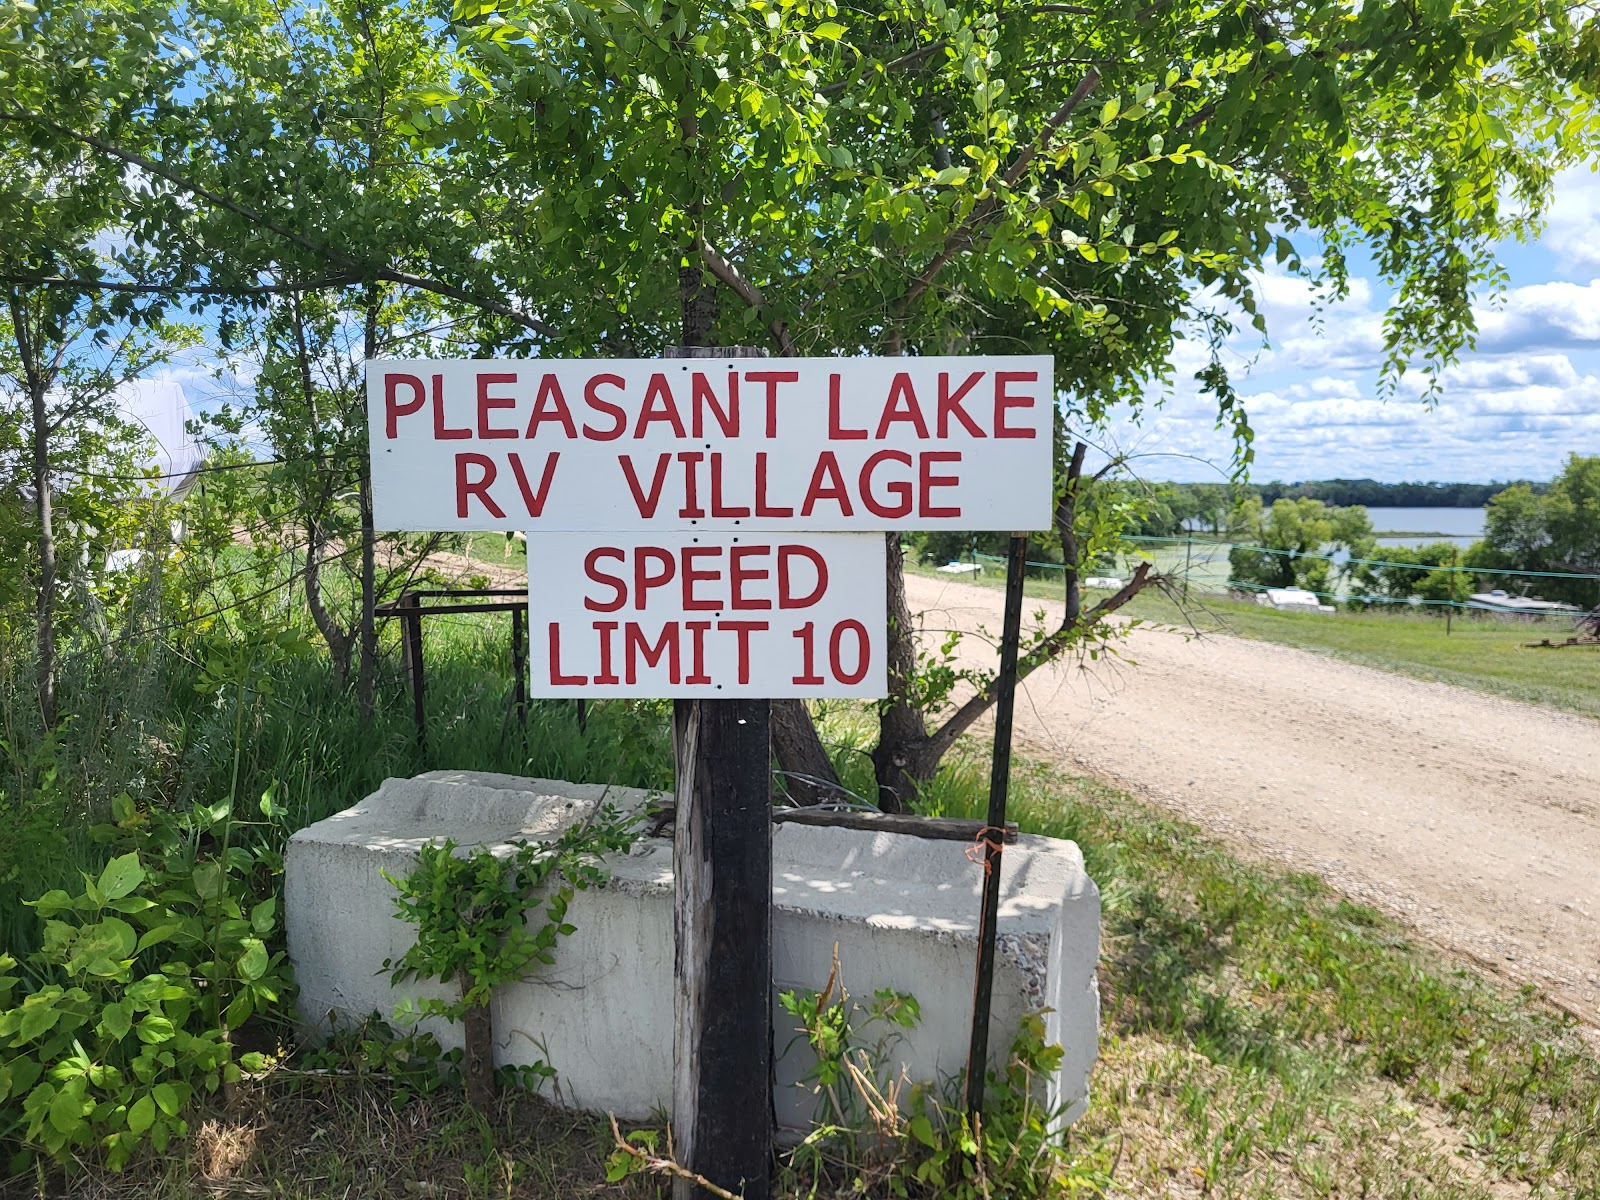 PLEASANT LAKE
RV VILLAGE
SPEED
LIMIT 10